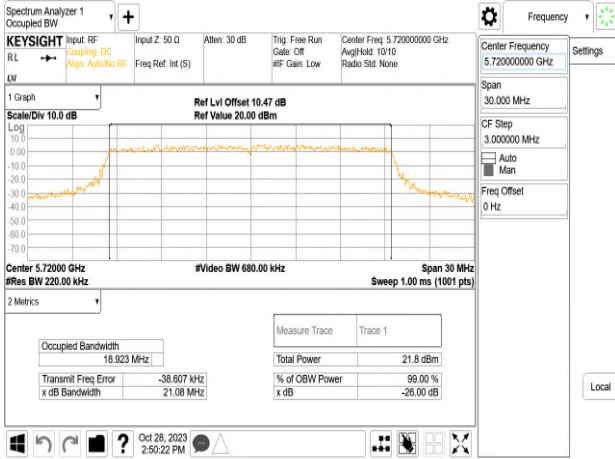 Spectrum Analyzer 1
Occupied BW
Frequency
KEYSIGHT
RL
Input: RF
Coupling: DC
Align: Auto/No RF
Input Z: 50 Ω
Freq Ref: Int (S)
Atten: 30 dB
Trig: Free Run
Gate: Off
#IF Gain: Low
Center Freq: 5.720000000 GHz
Avg|Hold: 10/10
Radio Std: None
1 Graph
Scale/Div 10.0 dB
Ref Lvl Offset 10.47 dB
Ref Value 20.00 dBm
Log
10.0
0.00
-10.0
-20.0
-30.0
-40.0
-50.0
-60.0
-70.0
Center 5.72000 GHz
#Res BW 220.00 kHz
#Video BW 680.00 kHz
Span 30 MHz
Sweep 1.00 ms (1001 pts)
2 Metrics
Measure Trace Trace 1
Occupied Bandwidth
18.923 MHz
Total Power 21.8 dBm
Transmit Freq Error -38.607 kHz
% of OBW Power 99.00 %
x dB Bandwidth 21.08 MHz
x dB -26.00 dB
Center Frequency
5.720000000 GHz
Span
30.000 MHz
CF Step
3.000000 MHz
Auto
Man
Freq Offset
0 Hz
Settings
Local
?
Oct 28, 2023
2:50:22 PM